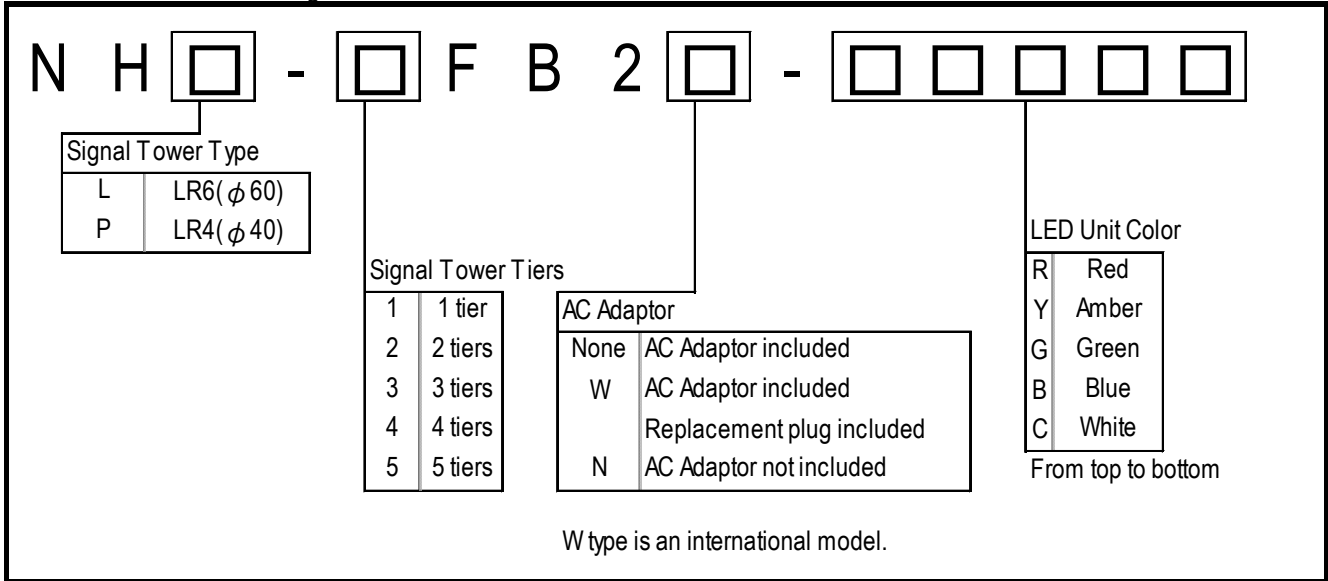 N H □ - □ F B 2 □ - □ □ □ □ □
Signal Tower Type
L LR6(φ60)
P LR4(φ40)
Signal Tower Tiers
1 1 tier
2 2 tiers
3 3 tiers
4 4 tiers
5 5 tiers
AC Adaptor
None AC Adaptor included
W AC Adaptor included
Replacement plug included
N AC Adaptor not included
LED Unit Color
R Red
Y Amber
G Green
B Blue
C White
From top to bottom
W type is an international model.